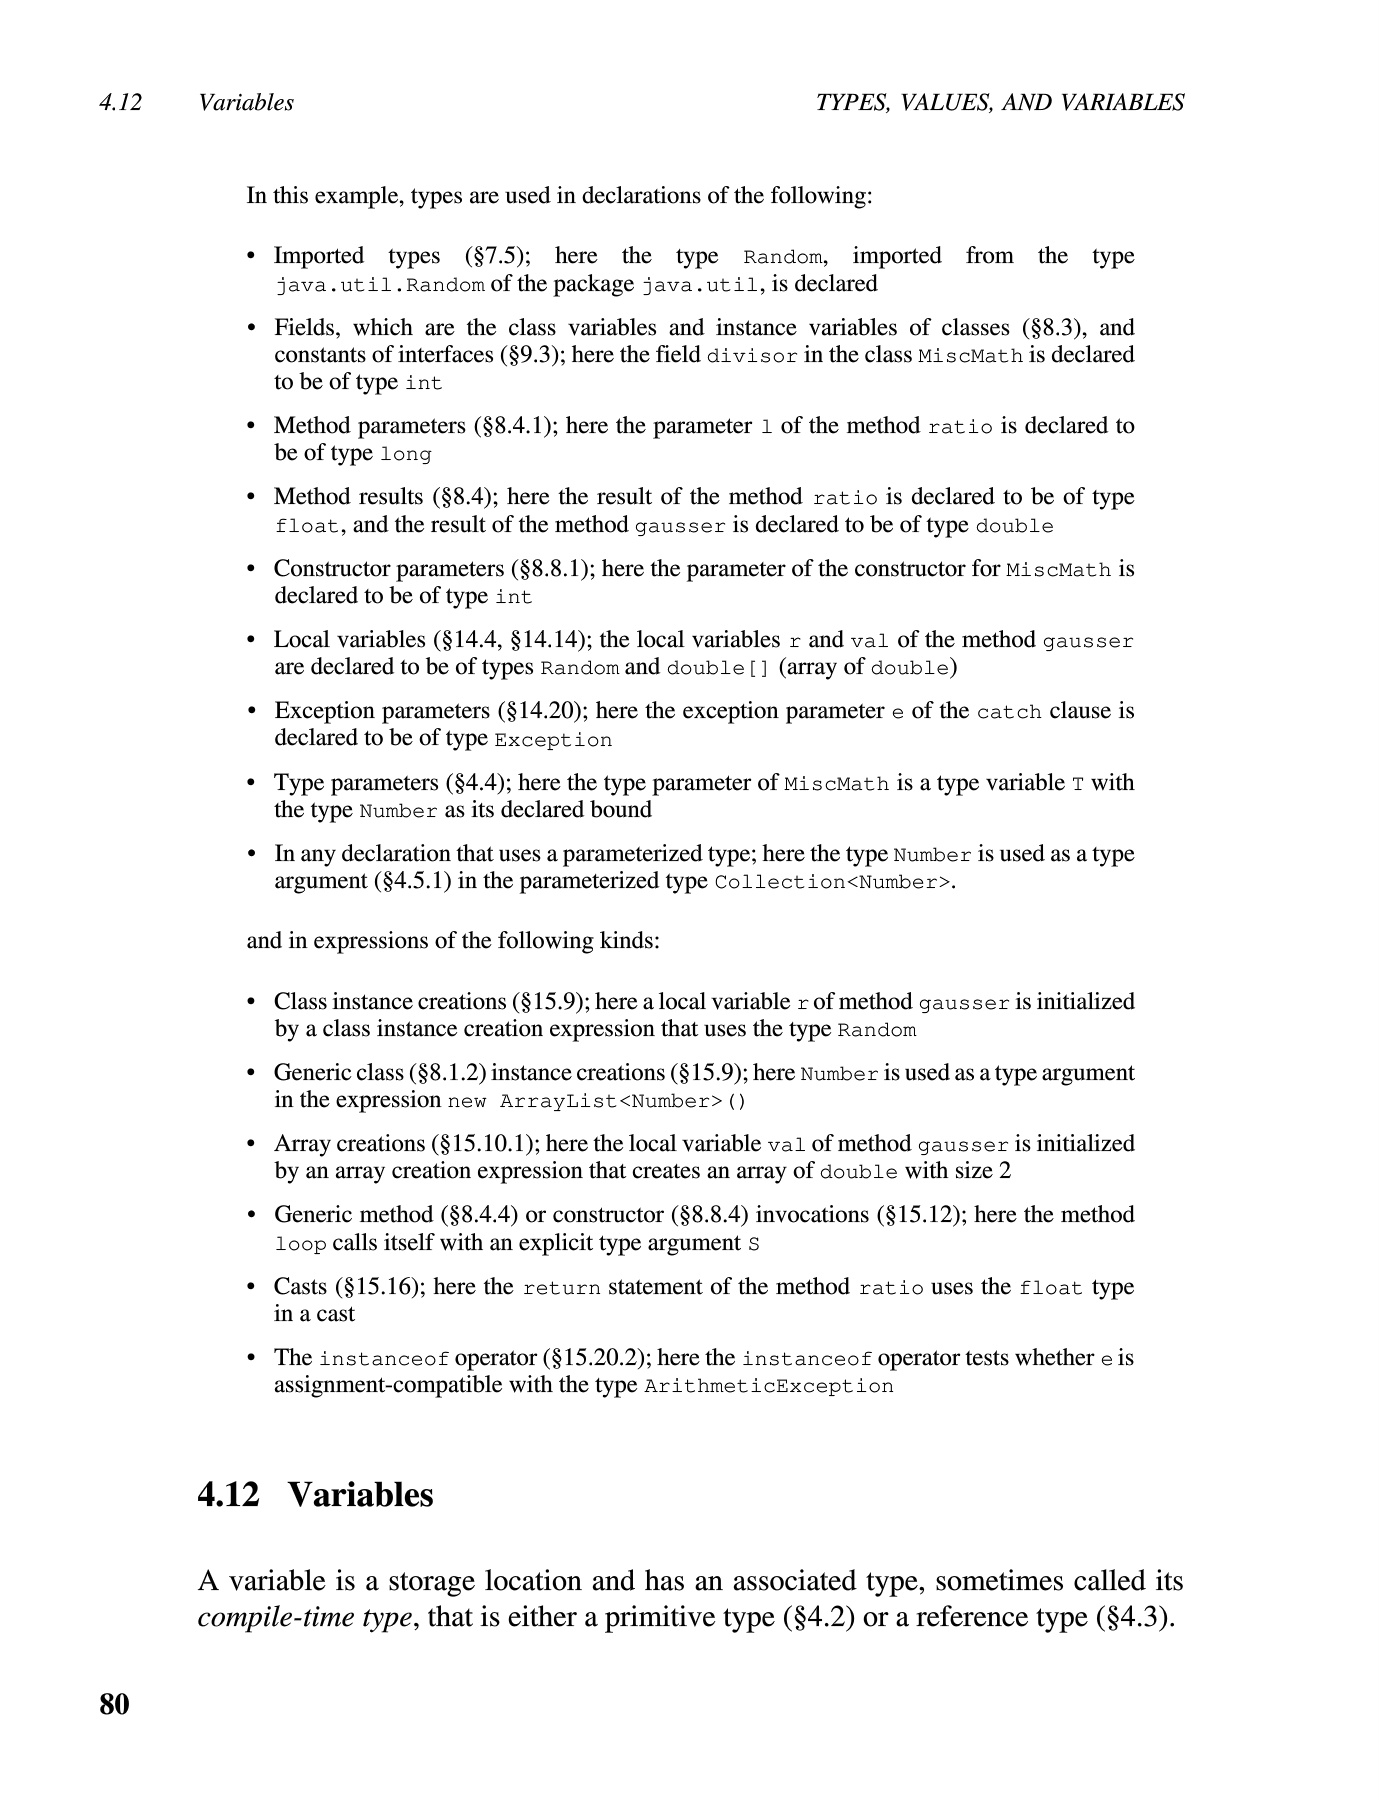 4.12 Variables TYPES, VALUES, AND VARIABLES
In this example, types are used in declarations of the following:
• Imported types (§7.5); here the type Random, imported from the type
java.util.Random of the package java.util, is declared
• Fields, which are the class variables and instance variables of classes (§8.3), and
constants of interfaces (§9.3); here the field divisor in the class MiscMath is declared
to be of type int
• Method parameters (§8.4.1); here the parameter l of the method ratio is declared to
be of type long
• Method results (§8.4); here the result of the method ratio is declared to be of type
float, and the result of the method gausser is declared to be of type double
• Constructor parameters (§8.8.1); here the parameter of the constructor for MiscMath is
declared to be of type int
• Local variables (§14.4, §14.14); the local variables r and val of the method gausser
are declared to be of types Random and double[] (array of double)
• Exception parameters (§14.20); here the exception parameter e of the catch clause is
declared to be of type Exception
• Type parameters (§4.4); here the type parameter of MiscMath is a type variable T with
the type Number as its declared bound
• In any declaration that uses a parameterized type; here the type Number is used as a type
argument (§4.5.1) in the parameterized type Collection<Number>.
and in expressions of the following kinds:
• Class instance creations (§15.9); here a local variable r of method gausser is initialized
by a class instance creation expression that uses the type Random
• Generic class (§8.1.2) instance creations (§15.9); here Number is used as a type argument
in the expression new ArrayList<Number>()
• Array creations (§15.10.1); here the local variable val of method gausser is initialized
by an array creation expression that creates an array of double with size 2
• Generic method (§8.4.4) or constructor (§8.8.4) invocations (§15.12); here the method
loop calls itself with an explicit type argument S
• Casts (§15.16); here the return statement of the method ratio uses the float type
in a cast
• The instanceof operator (§15.20.2); here the instanceof operator tests whether e is
assignment-compatible with the type ArithmeticException
4.12 Variables
A variable is a storage location and has an associated type, sometimes called its
compile-time type, that is either a primitive type (§4.2) or a reference type (§4.3).
80